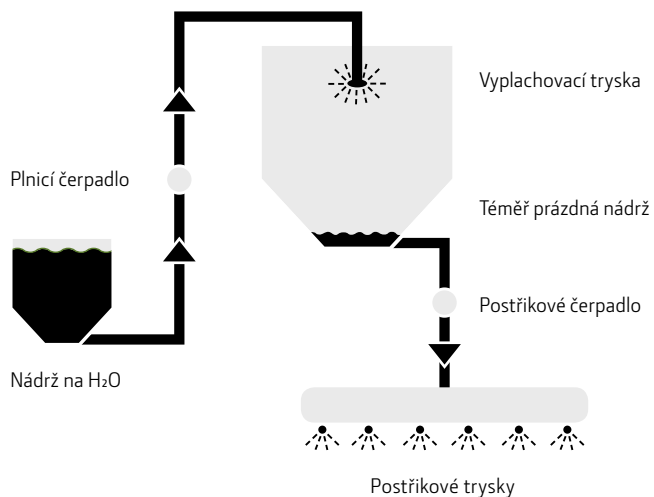 Vyplachovací tryska
Plnicí čerpadlo
Téměř prázdná nádrž
Postřikové čerpadlo
Nádrž na H₂O
Postřikové trysky